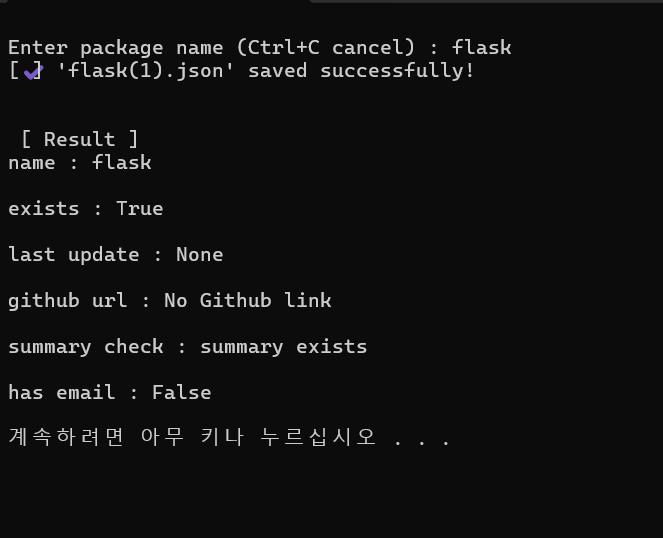 Enter package name (Ctrl+C cancel) : flask
[✔] 'flask(1).json' saved successfully!
[ Result ]
name : flask
exists : True
last update : None
github url : No Github link
summary check : summary exists
has email : False
계속하려면 아무 키나 누르십시오 . . .